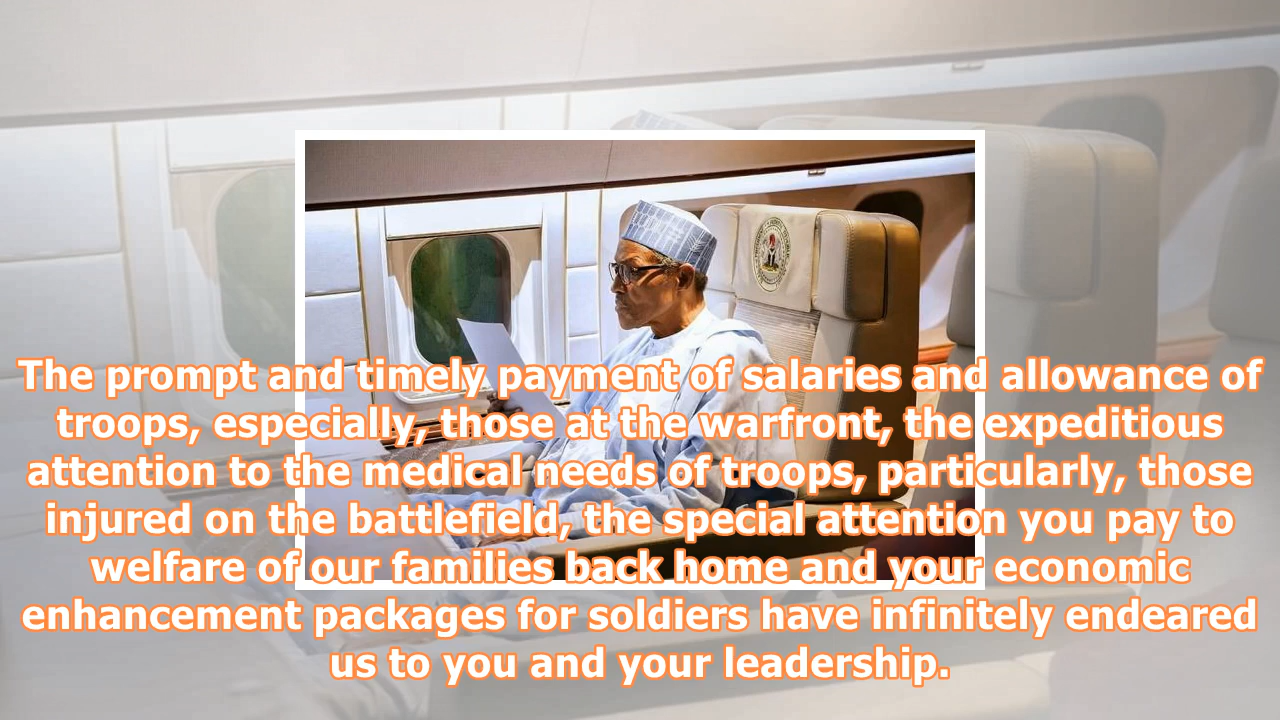 The prompt and timely payment of salaries and allowance of
troops, especially, those at the warfront, the expeditious
attention to the medical needs of troops, particularly, those
injured on the battlefield, the special attention you pay to
welfare of our families back home and your economic
enhancement packages for soldiers have infinitely endeared
us to you and your leadership.